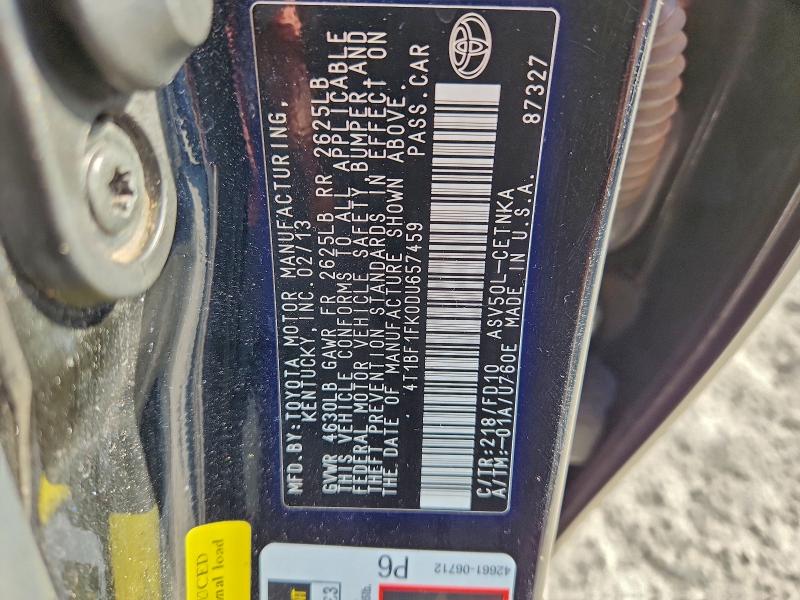 MFD.BY:TOYOTA MOTOR MANUFACTURING,
KENTUCKY, INC. 02/13
GVWR 4630LB GAWR FR 2625LB RR 2625LB
THIS VEHICLE CONFORMS TO ALL APPLICABLE
FEDERAL MOTOR VEHICLE SAFETY BUMPER, AND
THEFT PREVENTION STANDARDS IN EFFECT ON
THE DATE OF MANUFACTURE SHOWN ABOVE.
4T1BF1FK0DU657459 PASS.CAR
C/TR:218/FD10 ASV50L-CETNKA
A/TM:-01A/U760E MADE IN U.S.A.
87327
P6
42661-06712
mal load